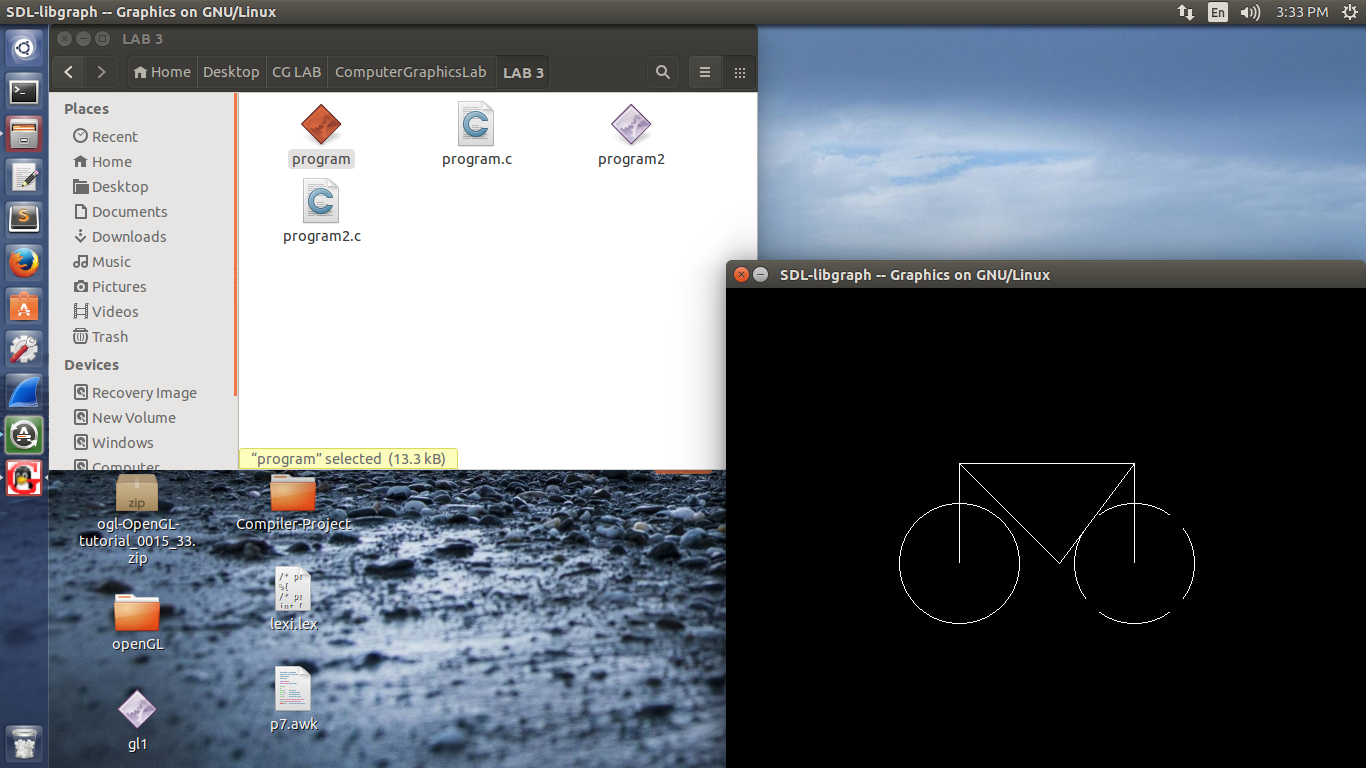 SDL-libgraph -- Graphics on GNU/Linux
En
3:33 PM
LAB 3
Home
Desktop
CG LAB
ComputerGraphicsLab
LAB 3
Places
Recent
Home
Desktop
Documents
Downloads
Music
Pictures
Videos
Trash
Devices
Recovery Image
New Volume
Windows
Computer
program
program.c
program2
program2.c
“program” selected (13.3 kB)
SDL-libgraph -- Graphics on GNU/Linux
zip
ogl-OpenGL-
tutorial_0015_33.
zip
Compiler-Project
openGL
/* pr
%{
/* pr
int f
lexi.lex
gl1
p7.awk